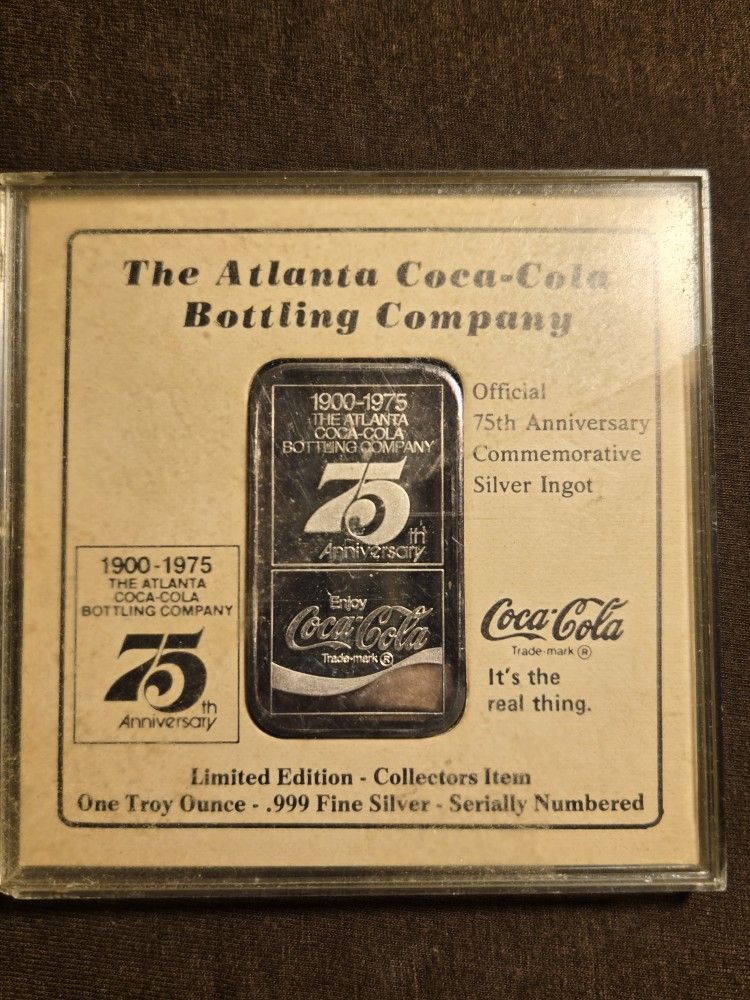 The Atlanta Coca-Cola
Bottling Company
1900-1975
THE ATLANTA
COCA-COLA
BOTTLING COMPANY
75th
Anniversary
Enjoy
Coca-Cola
Trade-mark ®
Official
75th Anniversary
Commemorative
Silver Ingot
1900-1975
THE ATLANTA
COCA-COLA
BOTTLING COMPANY
75th
Anniversary
Coca-Cola
Trade-mark ®
It's the
real thing.
Limited Edition - Collectors Item
One Troy Ounce - .999 Fine Silver - Serially Numbered